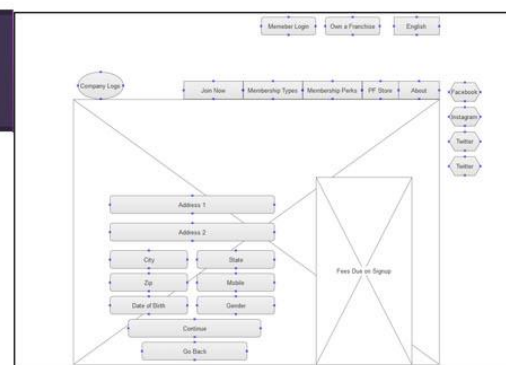 Memeber Login Own a Franchise English
Company Logo
Join Now Membership Types Membership Perks PF Store About
Facebook
Instagram
Twitter
Twitter
Address 1
Address 2
City State
Zip Mobile
Date of Birth Gender
Continue
Go Back
Fees Due on Signup